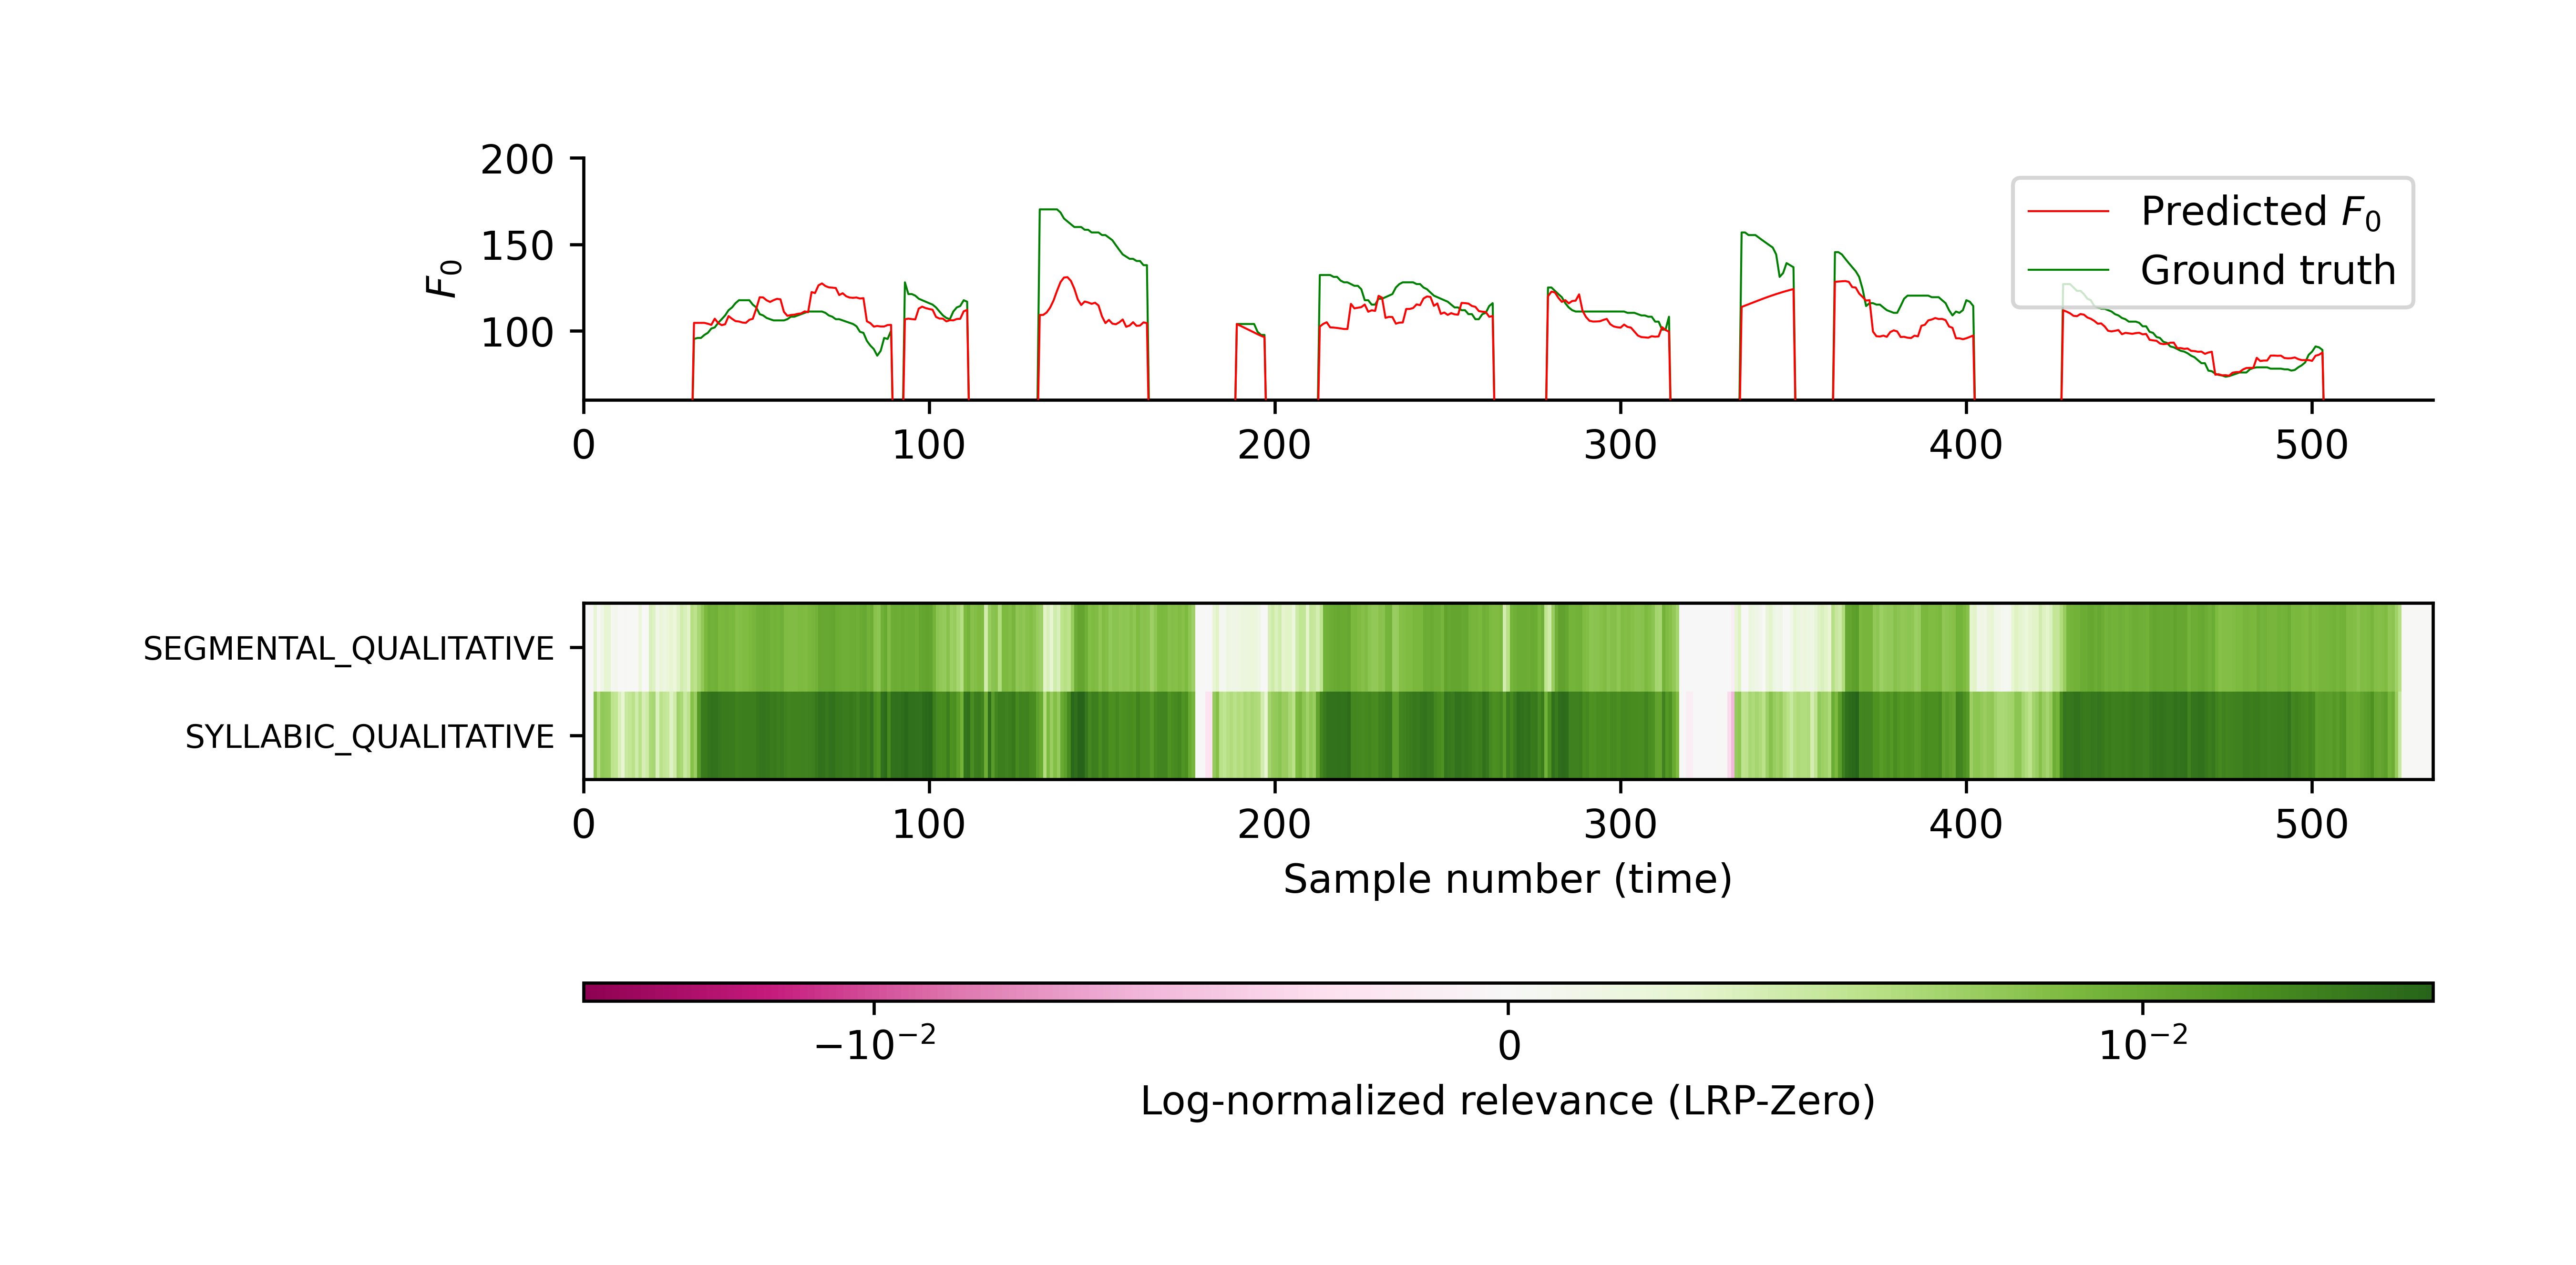 200
150
100
F₀
Predicted F₀
Ground truth
0 100 200 300 400 500
SEGMENTAL_QUALITATIVE
SYLLABIC_QUALITATIVE
0 100 200 300 400 500
Sample number (time)
−10⁻² 0 10⁻²
Log-normalized relevance (LRP-Zero)